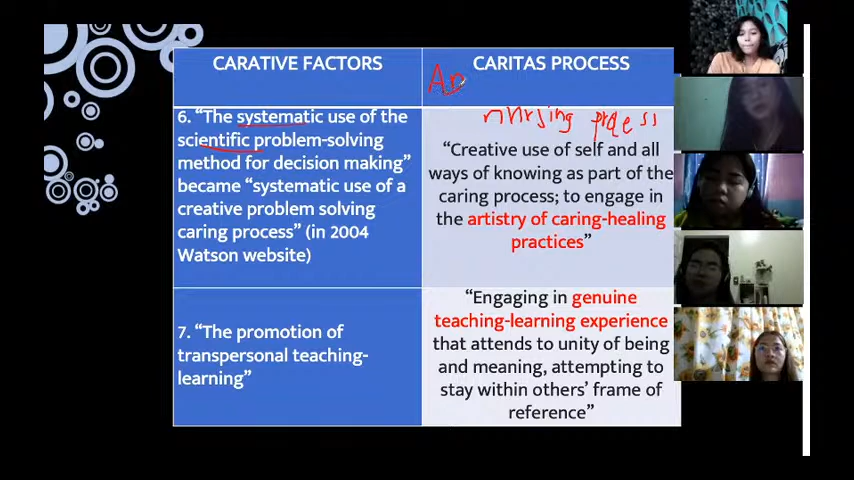 CARATIVE FACTORS
CARITAS PROCESS
AD
6. “The systematic use of the
scientific problem-solving
method for decision making”
became “systematic use of a
creative problem solving
caring process” (in 2004
Watson website)
nursing process
“Creative use of self and all
ways of knowing as part of the
caring process; to engage in
the artistry of caring-healing
practices”
7. “The promotion of
transpersonal teaching-
learning”
“Engaging in genuine
teaching-learning experience
that attends to unity of being
and meaning, attempting to
stay within others’ frame of
reference”